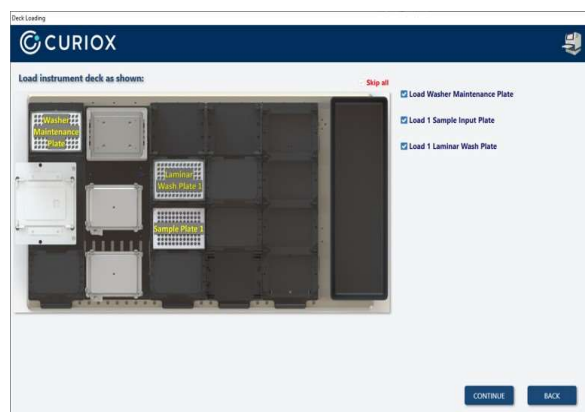 Deck Loading
CURIOX
Load instrument deck as shown:
Skip all
Load Washer Maintenance Plate
Load 1 Sample Input Plate
Load 1 Laminar Wash Plate
Washer
Maintenance
Plate
Laminar
Wash Plate 1
Sample Plate 1
CONTINUE
BACK